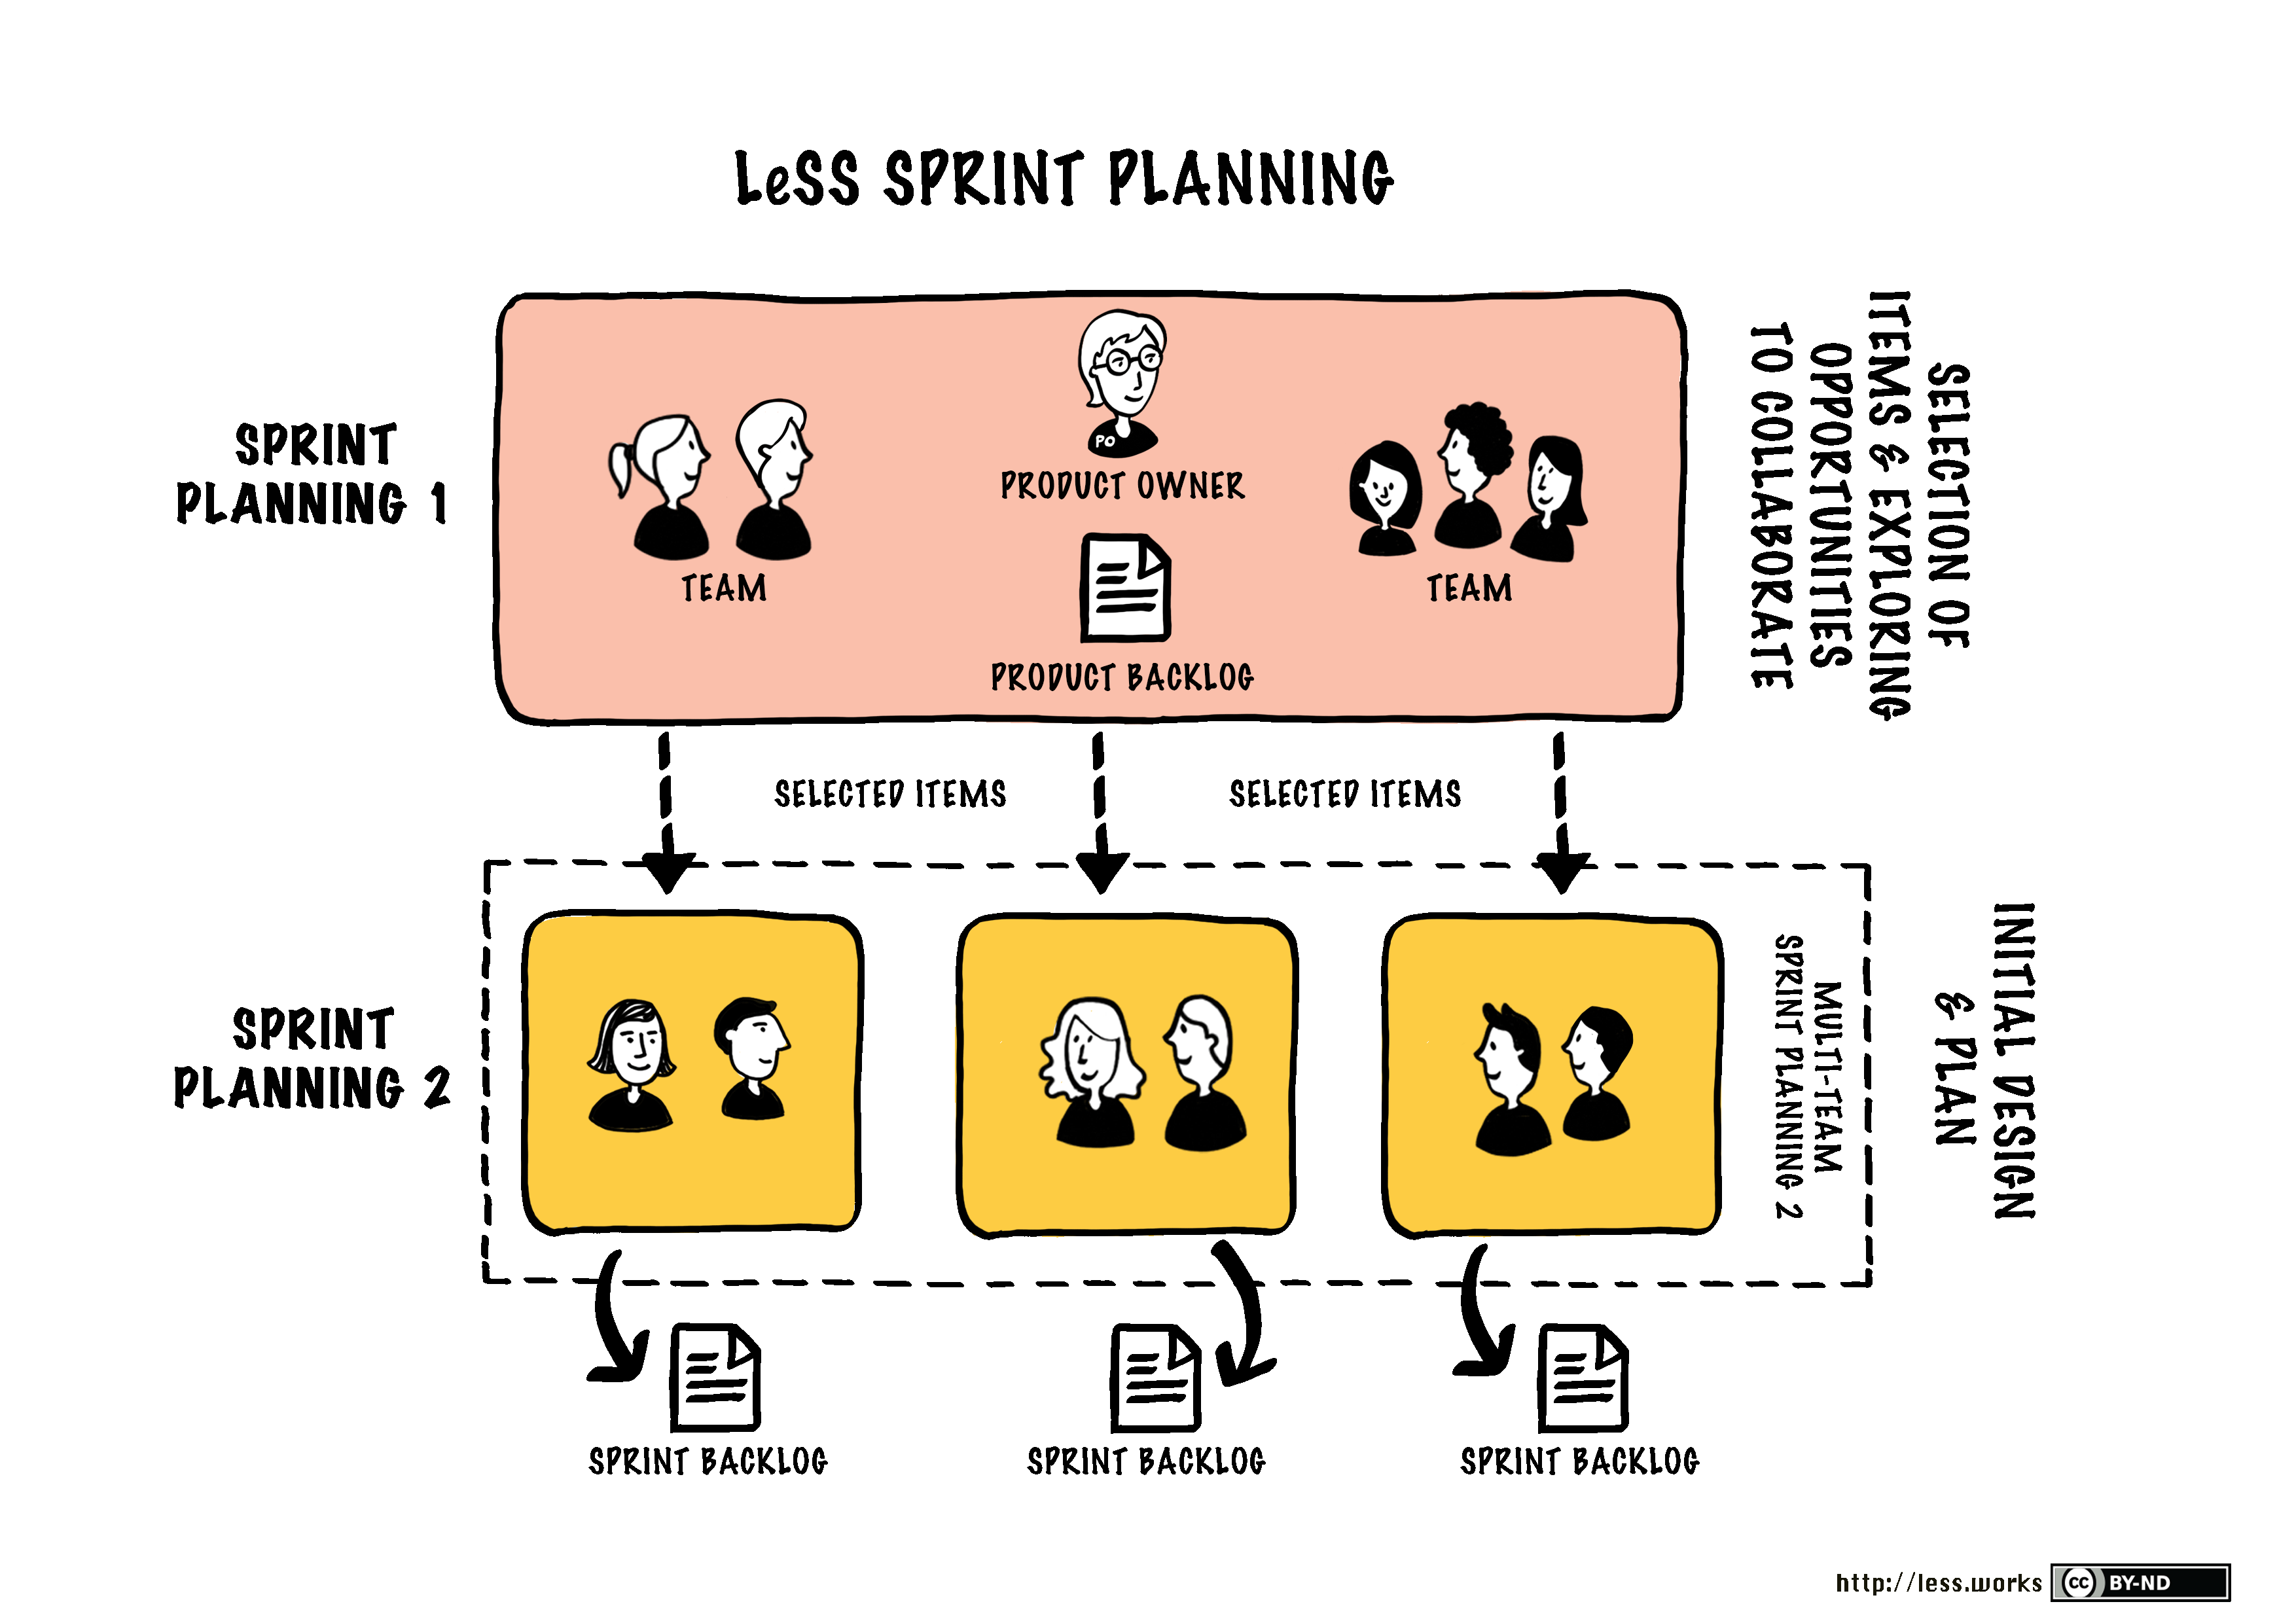 LeSS SPRINT PLANNING
SPRINT
PLANNING 1
PO
PRODUCT OWNER
TEAM
TEAM
PRODUCT BACKLOG
SELECTION OF
ITEMS & EXPLORING
OPPORTUNITIES
TO COLLABORATE
SELECTED ITEMS
SELECTED ITEMS
SPRINT
PLANNING 2
MULTI-TEAM
SPRINT PLANNING 2
INITIAL DESIGN
& PLAN
SPRINT BACKLOG
SPRINT BACKLOG
SPRINT BACKLOG
http://less.works
cc BY-ND